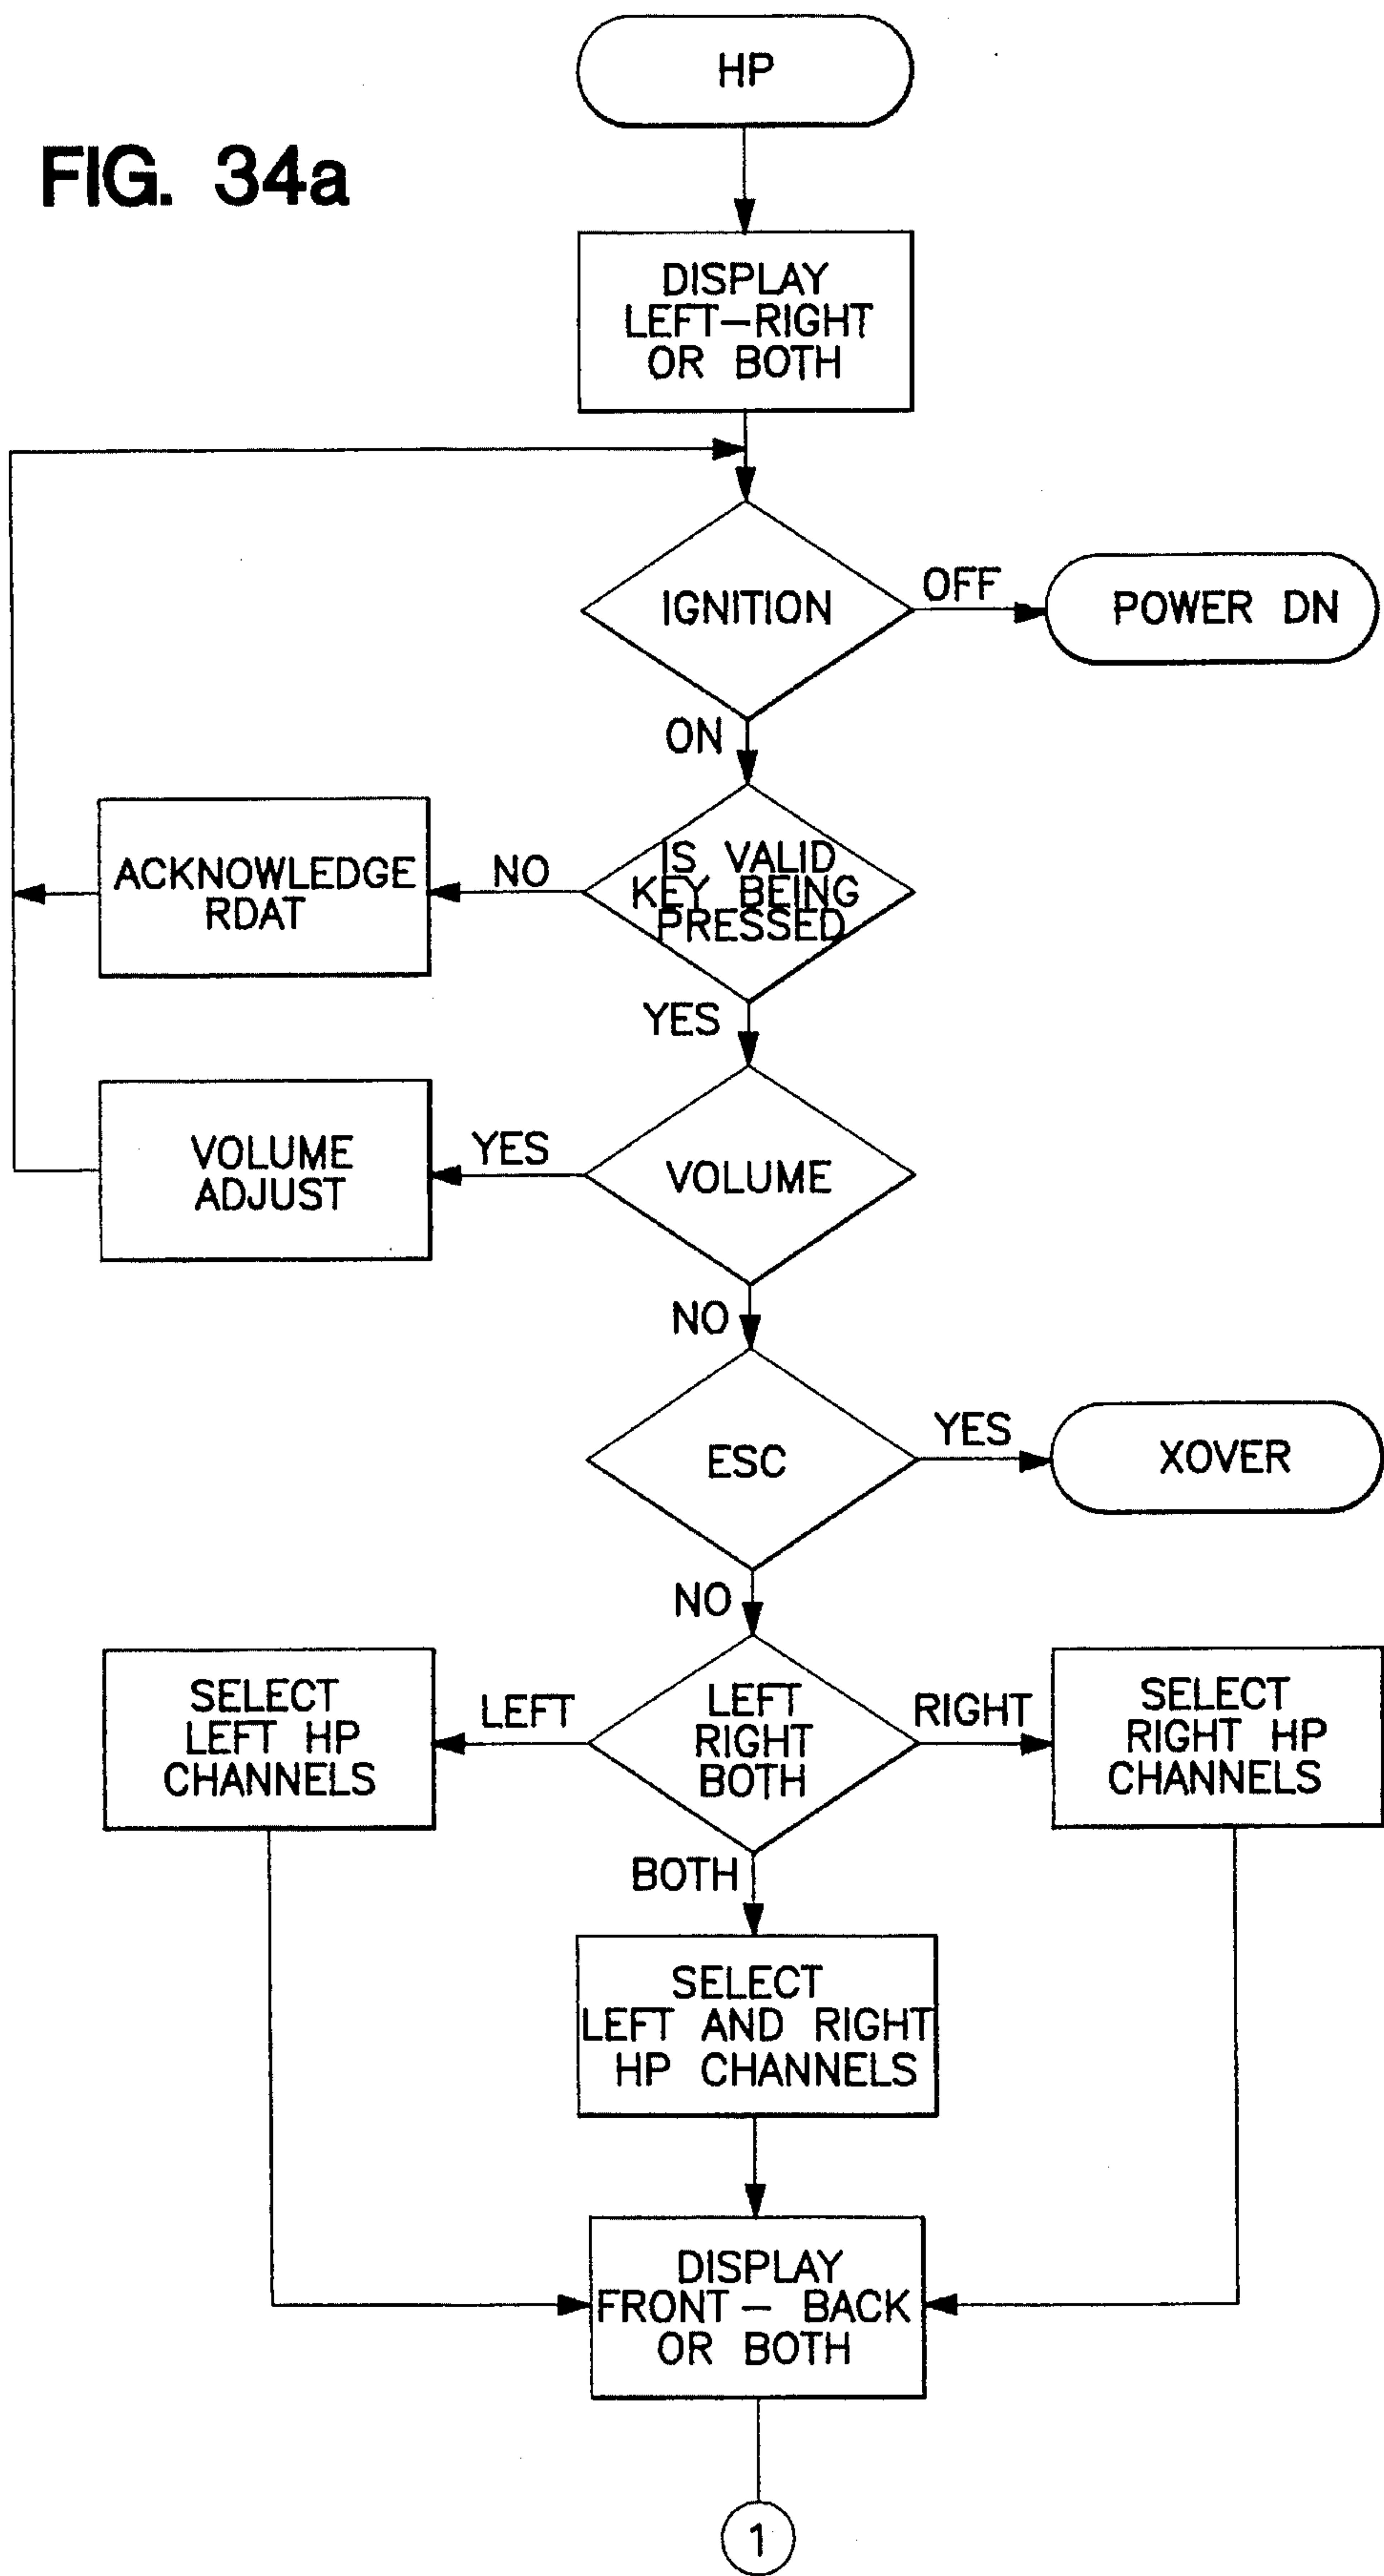 HP
FIG. 34a
DISPLAY
LEFT-RIGHT
OR BOTH
IGNITION
OFF
POWER DN
ON
IS VALID
KEY BEING
PRESSED
NO
ACKNOWLEDGE
RDAT
YES
VOLUME
YES
VOLUME
ADJUST
NO
ESC
YES
XOVER
NO
LEFT
RIGHT
BOTH
LEFT
SELECT
LEFT HP
CHANNELS
RIGHT
SELECT
RIGHT HP
CHANNELS
BOTH
SELECT
LEFT AND RIGHT
HP CHANNELS
DISPLAY
FRONT - BACK
OR BOTH
1